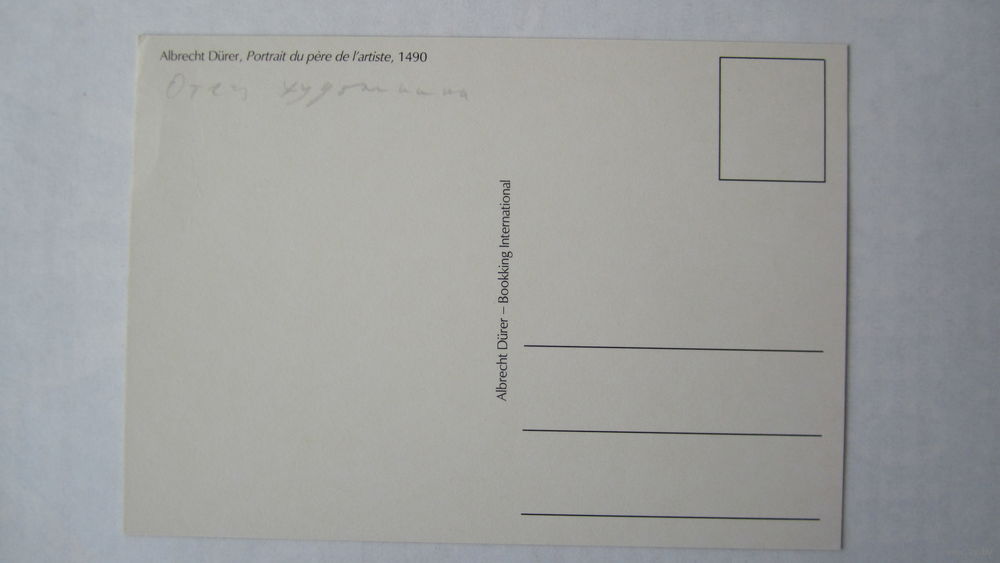 Albrecht Dürer, Portrait du père de l'artiste, 1490
Отец художника
Albrecht Dürer – Bookking International